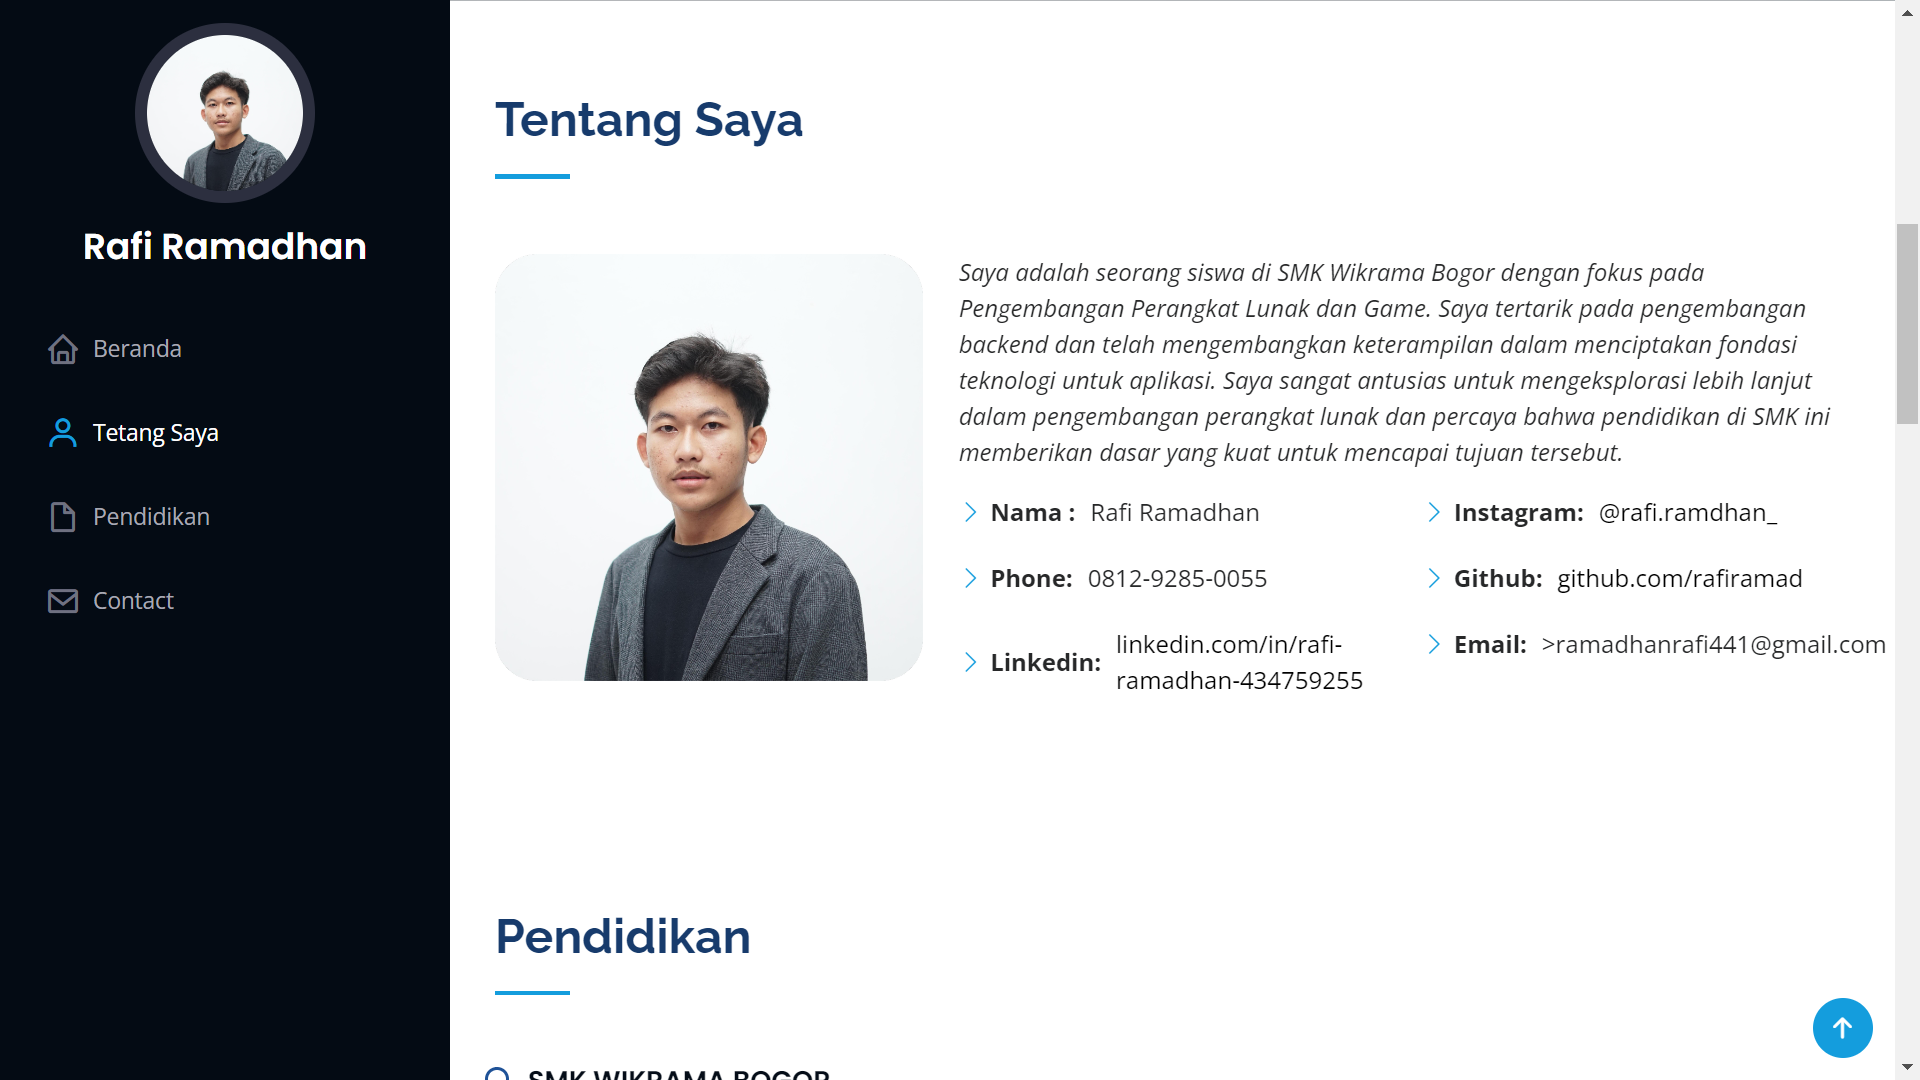 Rafi Ramadhan
Beranda
Tetang Saya
Pendidikan
Contact
Tentang Saya
Saya adalah seorang siswa di SMK Wikrama Bogor dengan fokus pada
Pengembangan Perangkat Lunak dan Game. Saya tertarik pada pengembangan
backend dan telah mengembangkan keterampilan dalam menciptakan fondasi
teknologi untuk aplikasi. Saya sangat antusias untuk mengeksplorasi lebih lanjut
dalam pengembangan perangkat lunak dan percaya bahwa pendidikan di SMK ini
memberikan dasar yang kuat untuk mencapai tujuan tersebut.
Nama : Rafi Ramadhan
Phone: 0812-9285-0055
Linkedin: linkedin.com/in/rafi-
ramadhan-434759255
Instagram: @rafi.ramdhan_
Github: github.com/rafiramad
Email: >ramadhanrafi441@gmail.com
Pendidikan
SMK WIKRAMA BOGOR